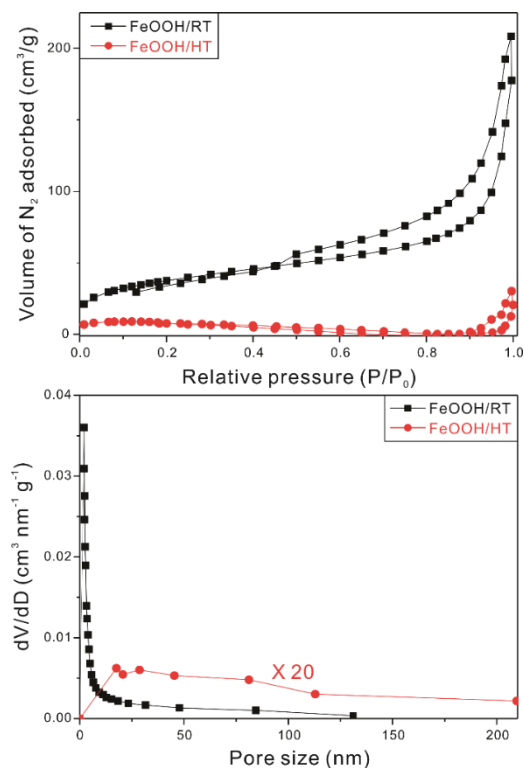 FeOOH/RT
FeOOH/HT
200
100
0
Volume of N₂ adsorbed (cm³/g)
0.0 0.2 0.4 0.6 0.8 1.0
Relative pressure (P/P₀)
FeOOH/RT
FeOOH/HT
0.04
0.03
0.02
0.01
0.00
dV/dD (cm³ nm⁻¹ g⁻¹)
X 20
0 50 100 150 200
Pore size (nm)